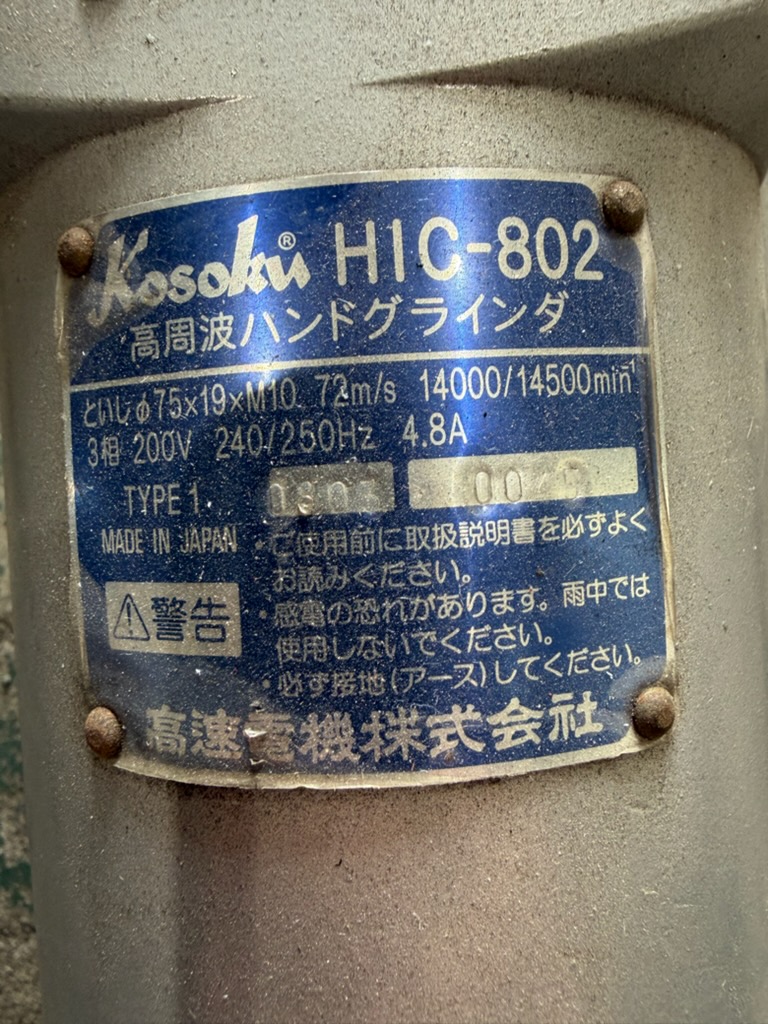 Kosoku® HIC-802
高周波ハンドグラインダ
といしφ75×19×M10 72m/s 14000/14500min⁻¹
3相 200V 240/250Hz 4.8A
TYPE 1
MADE IN JAPAN
・ご使用前に取扱説明書を必ずよく
お読みください。
⚠警告
・感電の恐れがあります。雨中では
使用しないでください。
・必ず接地(アース)してください。
高速電機株式会社